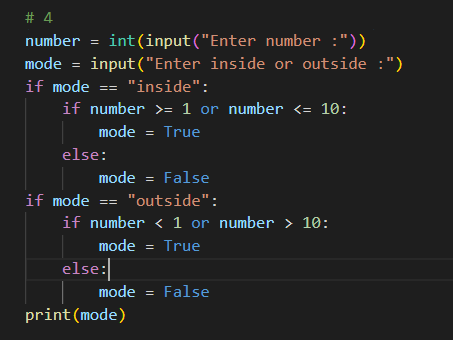 # 4
number = int(input("Enter number :"))
mode = input("Enter inside or outside :")
if mode == "inside":
    if number >= 1 or number <= 10:
        mode = True
    else:
        mode = False
if mode == "outside":
    if number < 1 or number > 10:
        mode = True
    else:
        mode = False
print(mode)